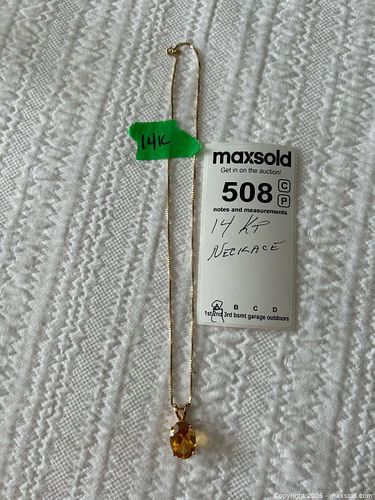 14K
maxsold
Get in on the auction!
508 C
P
notes and measurements
14 KP
NECKLACE
A B C D
1st 2nd 3rd bsmt garage outdoors
Copyright 2026 - maxsold.com